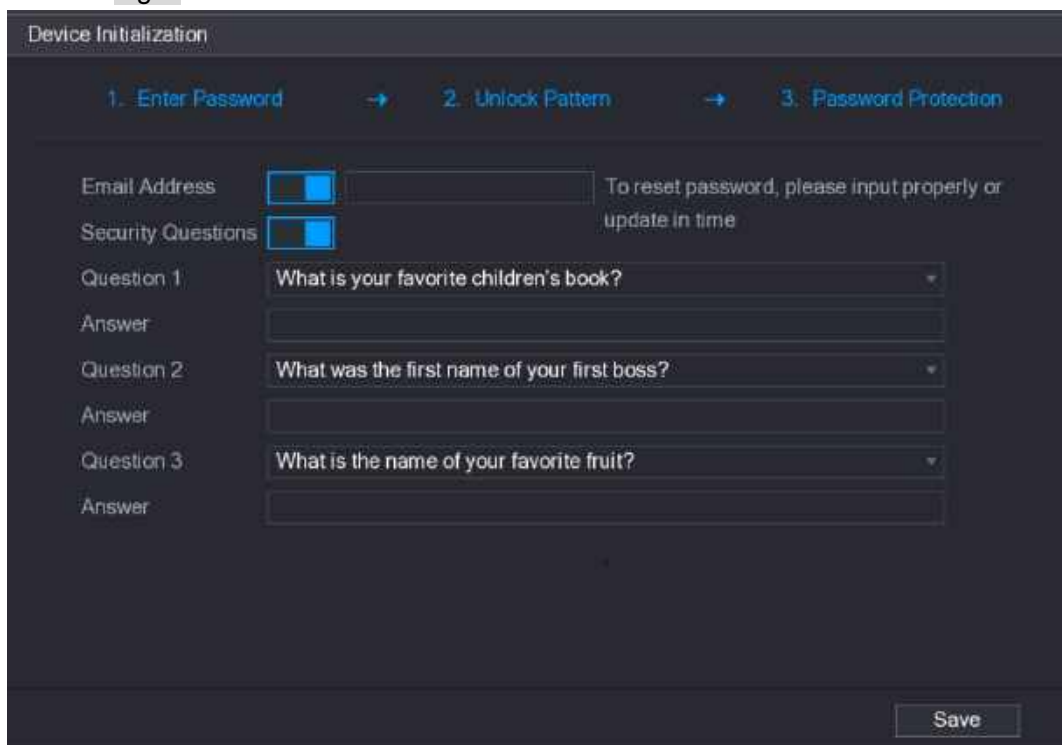 Device Initialization
1. Enter Password → 2. Unlock Pattern → 3. Password Protection
Email Address To reset password, please input properly or
update in time
Security Questions
Question 1 What is your favorite children's book?
Answer
Question 2 What was the first name of your first boss?
Answer
Question 3 What is the name of your favorite fruit?
Answer
Save